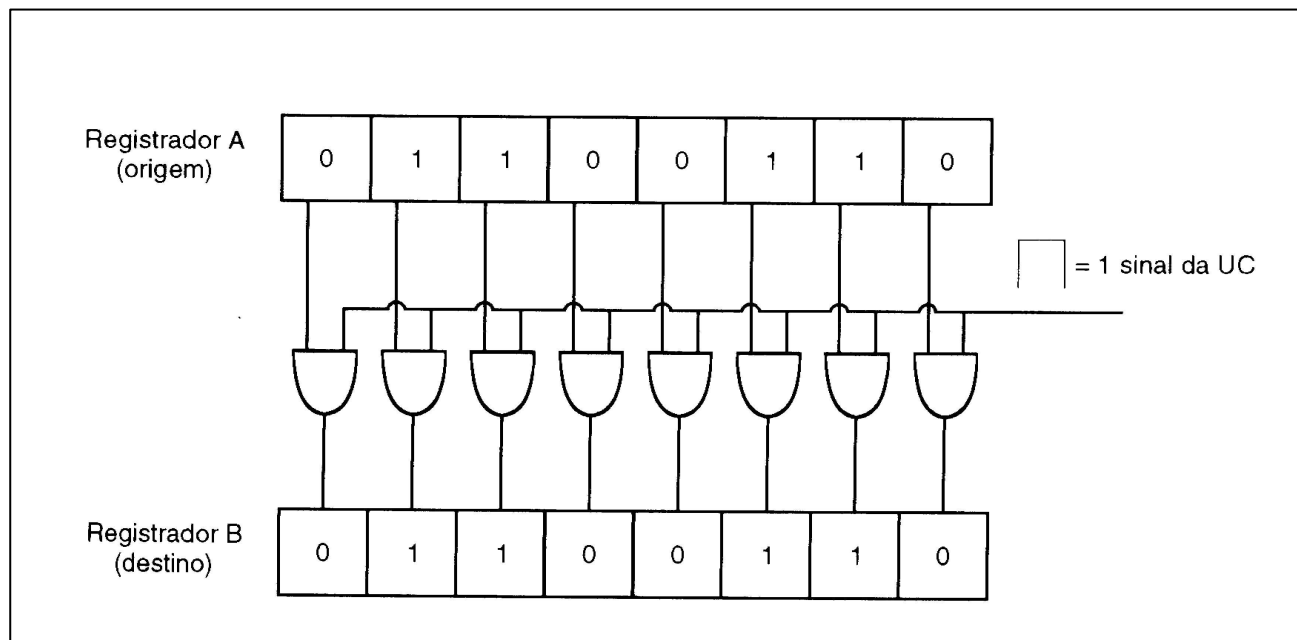 Registrador A
(origem)
0 1 1 0 0 1 1 0
= 1 sinal da UC
Registrador B
(destino)
0 1 1 0 0 1 1 0